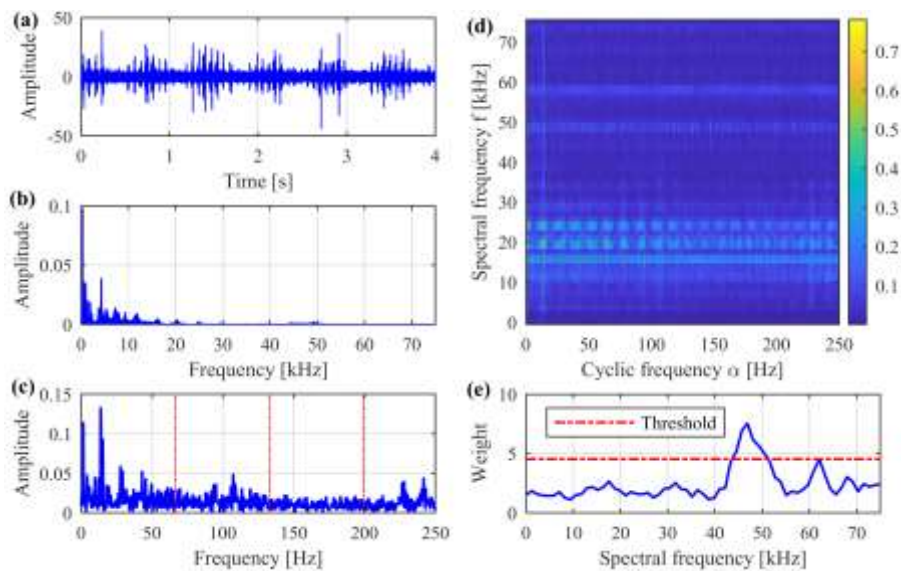 (a)
50
0
-50
Amplitude
0 1 2 3 4
Time [s]
(b)
0.1
0.05
0
Amplitude
0 10 20 30 40 50 60 70
Frequency [kHz]
(c)
0.15
0.1
0.05
0
Amplitude
0 50 100 150 200 250
Frequency [Hz]
(d)
70
60
50
40
30
20
10
0
Spectral frequency f [kHz]
0 50 100 150 200 250
Cyclic frequency α [Hz]
0.7
0.6
0.5
0.4
0.3
0.2
0.1
(e)
10
5
0
Weight
Threshold
0 10 20 30 40 50 60 70
Spectral frequency [kHz]